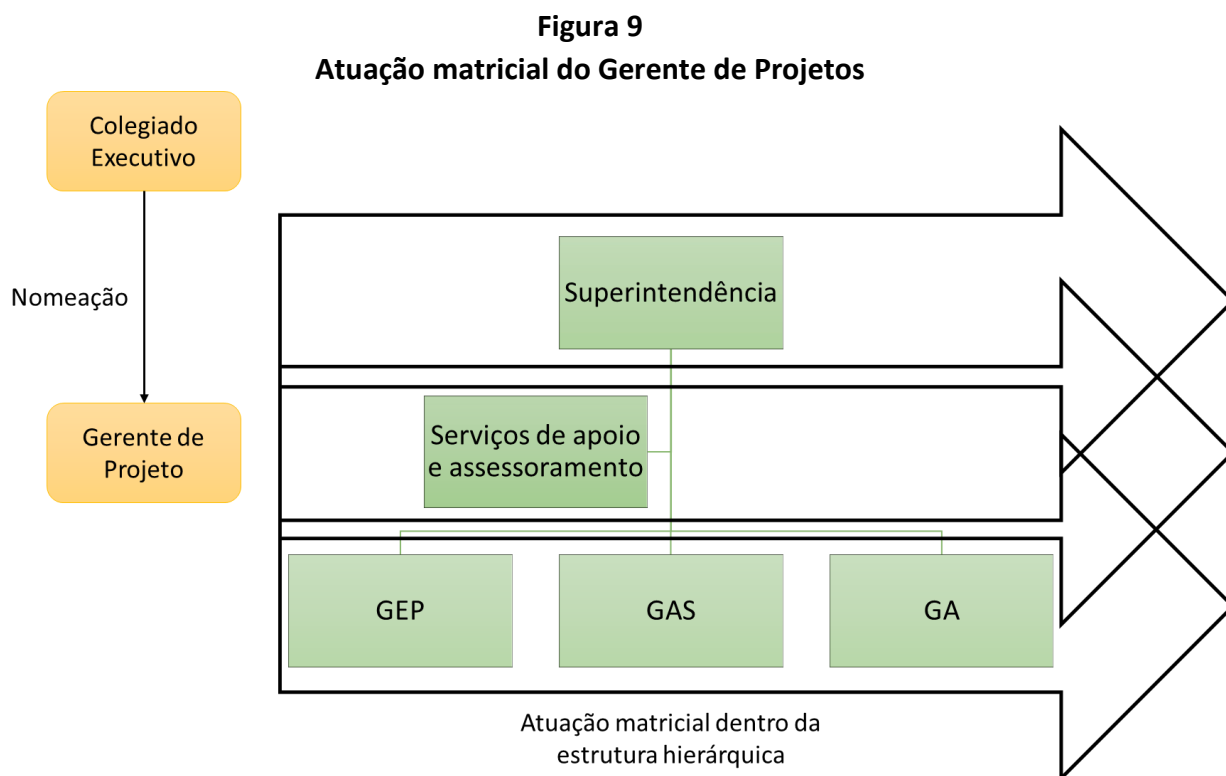 Figura 9
Atuação matricial do Gerente de Projetos
Colegiado
Executivo
Nomeação
Gerente de
Projeto
Superintendência
Serviços de apoio
e assessoramento
GEP
GAS
GA
Atuação matricial dentro da
estrutura hierárquica